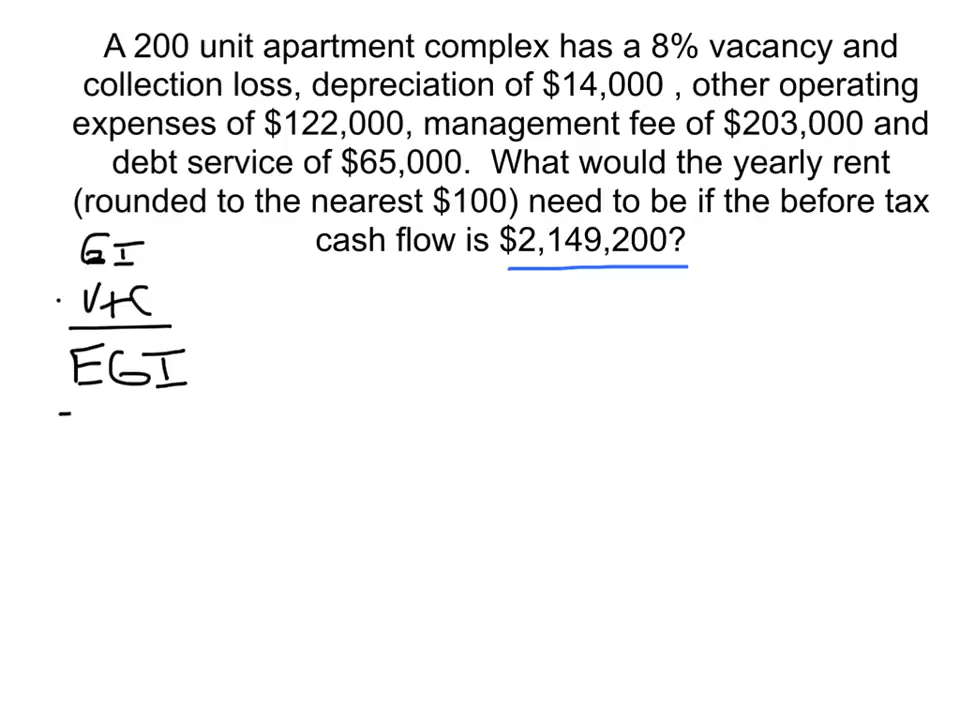 A 200 unit apartment complex has a 8% vacancy and
collection loss, depreciation of $14,000 , other operating
expenses of $122,000, management fee of $203,000 and
debt service of $65,000.  What would the yearly rent
(rounded to the nearest $100) need to be if the before tax
cash flow is $2,149,200?
GI
- V+C
EGI
-